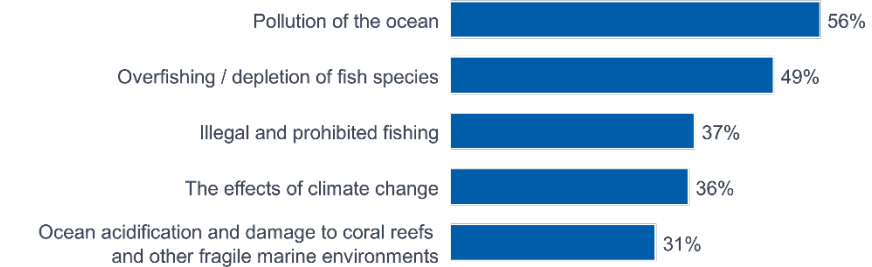 Pollution of the ocean 56%
Overfishing / depletion of fish species 49%
Illegal and prohibited fishing 37%
The effects of climate change 36%
Ocean acidification and damage to coral reefs
and other fragile marine environments 31%